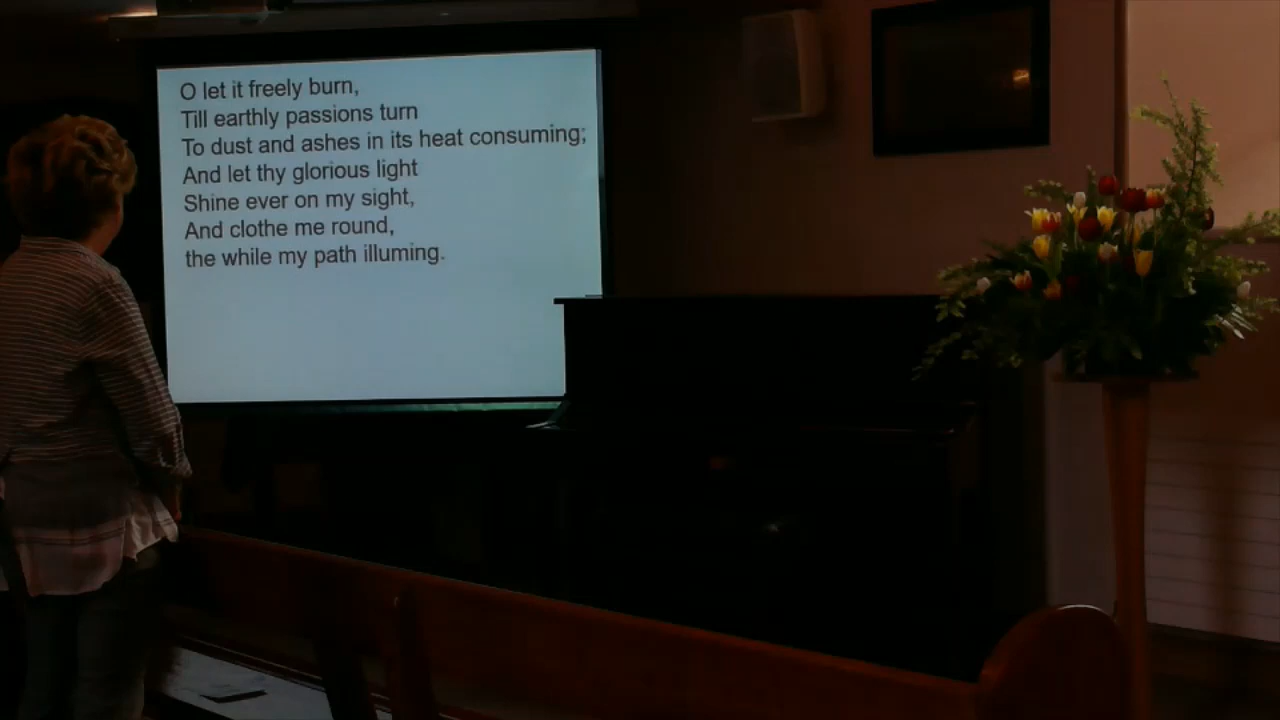 O let it freely burn,
Till earthly passions turn
To dust and ashes in its heat consuming;
And let thy glorious light
Shine ever on my sight,
And clothe me round,
the while my path illuming.